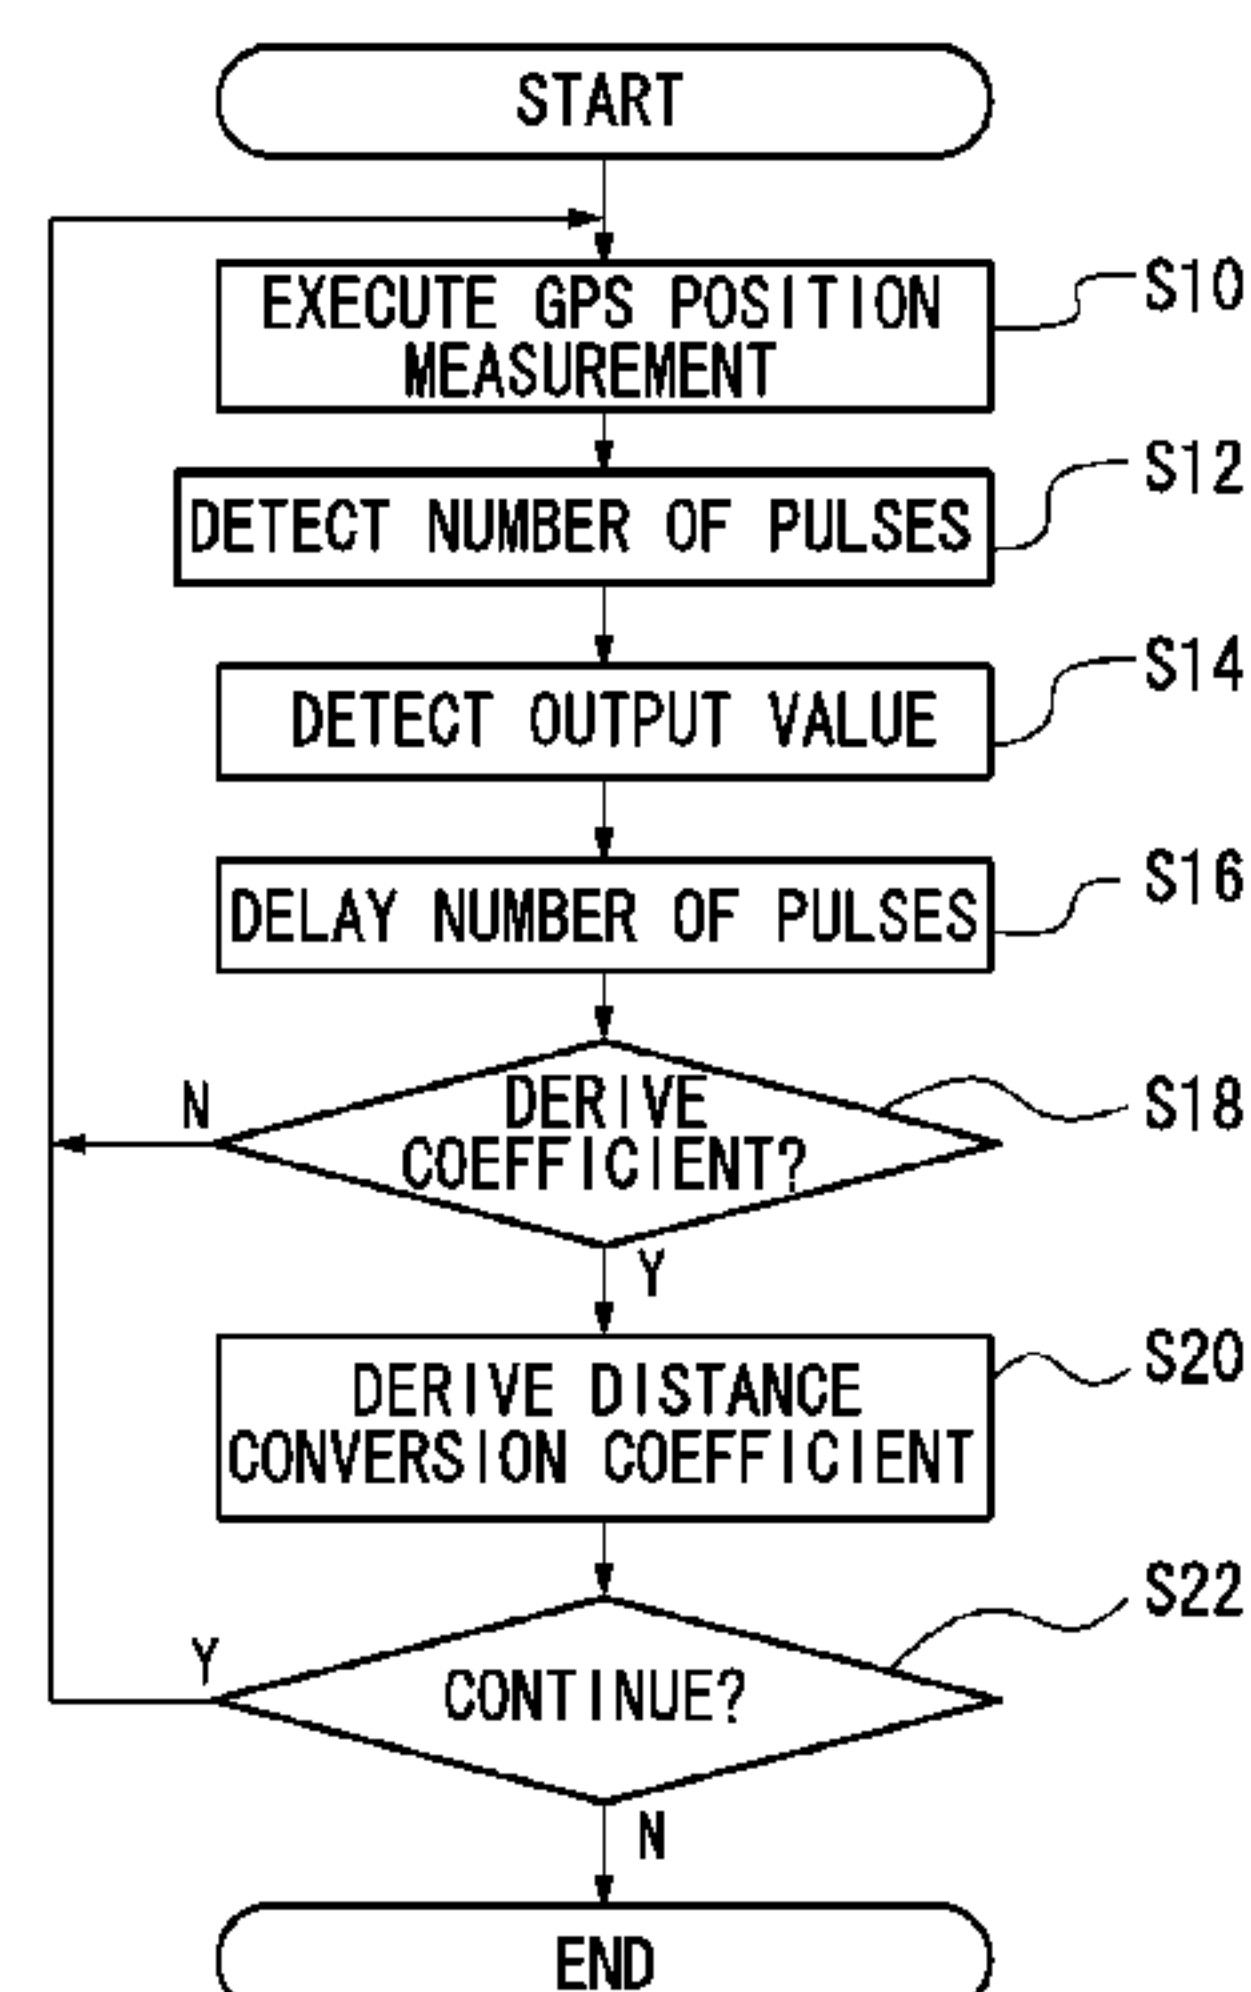 START
EXECUTE GPS POSITION
MEASUREMENT
S10
DETECT NUMBER OF PULSES
S12
DETECT OUTPUT VALUE
S14
DELAY NUMBER OF PULSES
S16
DERIVE
COEFFICIENT?
S18
N
Y
DERIVE DISTANCE
CONVERSION COEFFICIENT
S20
CONTINUE?
S22
Y
N
END